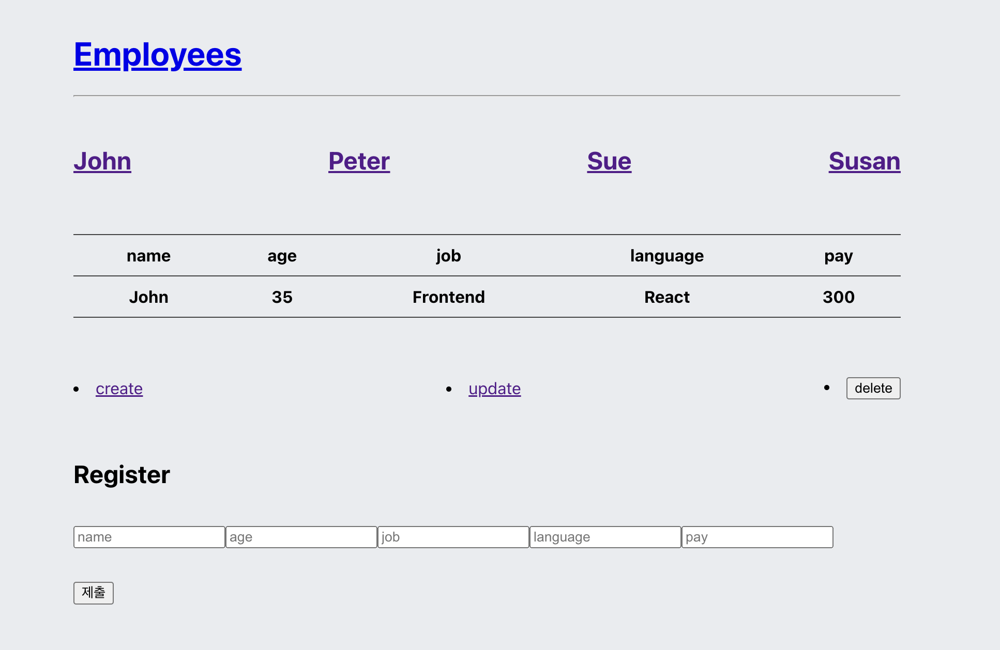 Employees
John Peter Sue Susan
name age job language pay
John 35 Frontend React 300
create update delete
Register
name age job language pay
제출